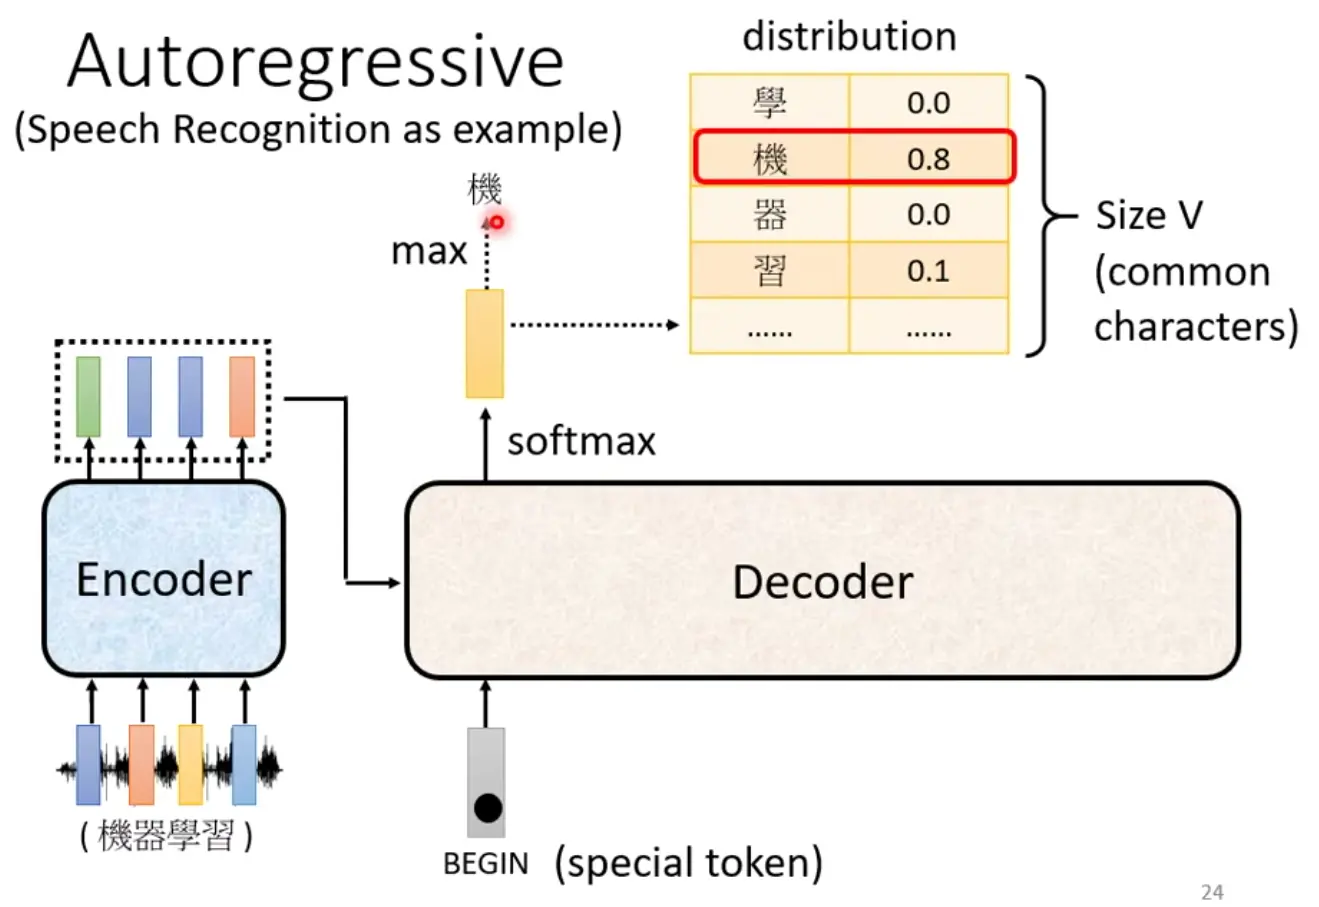 Autoregressive
(Speech Recognition as example)
distribution
學 0.0
機 0.8
器 0.0
習 0.1
...... ......
Size V
(common
characters)
機
max
softmax
Encoder
Decoder
( 機器學習 )
BEGIN (special token)
24